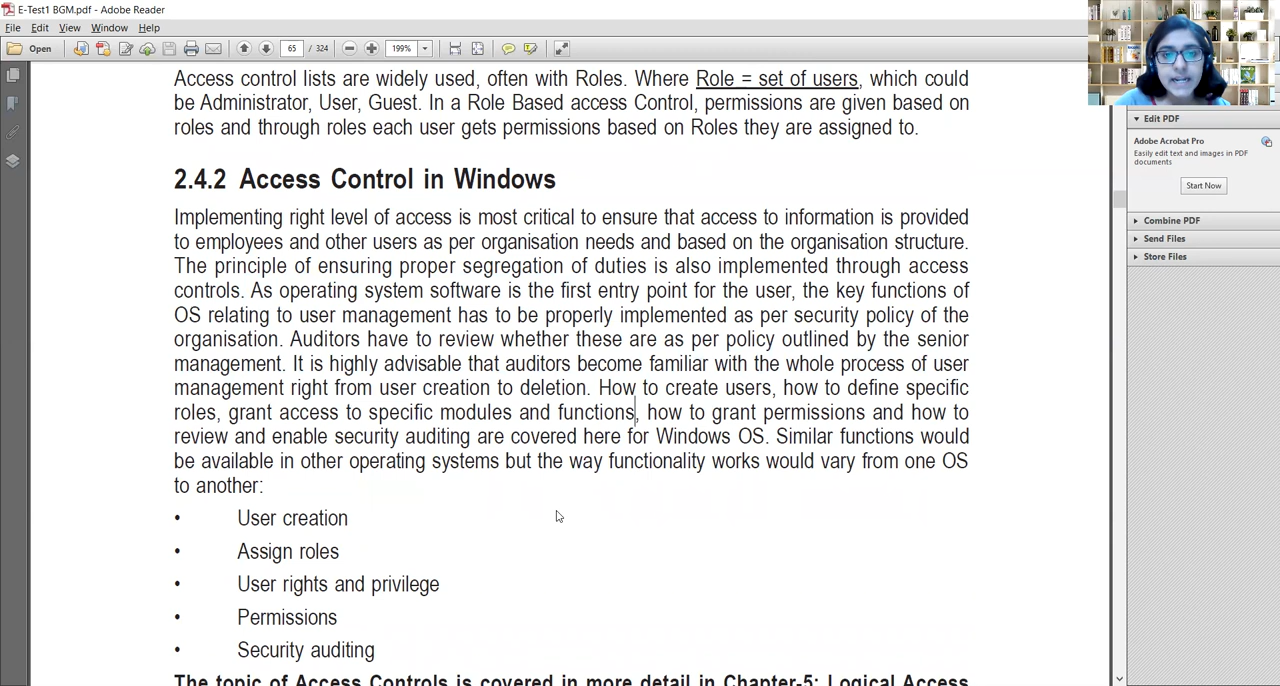 E-Test1 BGM.pdf - Adobe Reader
File Edit View Window Help
Open 65 / 324 199%
Access control lists are widely used, often with Roles. Where Role = set of users, which could
be Administrator, User, Guest. In a Role Based access Control, permissions are given based on
roles and through roles each user gets permissions based on Roles they are assigned to.
2.4.2 Access Control in Windows
Implementing right level of access is most critical to ensure that access to information is provided
to employees and other users as per organisation needs and based on the organisation structure.
The principle of ensuring proper segregation of duties is also implemented through access
controls. As operating system software is the first entry point for the user, the key functions of
OS relating to user management has to be properly implemented as per security policy of the
organisation. Auditors have to review whether these are as per policy outlined by the senior
management. It is highly advisable that auditors become familiar with the whole process of user
management right from user creation to deletion. How to create users, how to define specific
roles, grant access to specific modules and functions, how to grant permissions and how to
review and enable security auditing are covered here for Windows OS. Similar functions would
be available in other operating systems but the way functionality works would vary from one OS
to another:
• User creation
• Assign roles
• User rights and privilege
• Permissions
• Security auditing
The topic of Access Controls is covered in more detail in Chapter-5: Logical Access
Edit PDF
Adobe Acrobat Pro
Easily edit text and images in PDF
documents
Start Now
Combine PDF
Send Files
Store Files